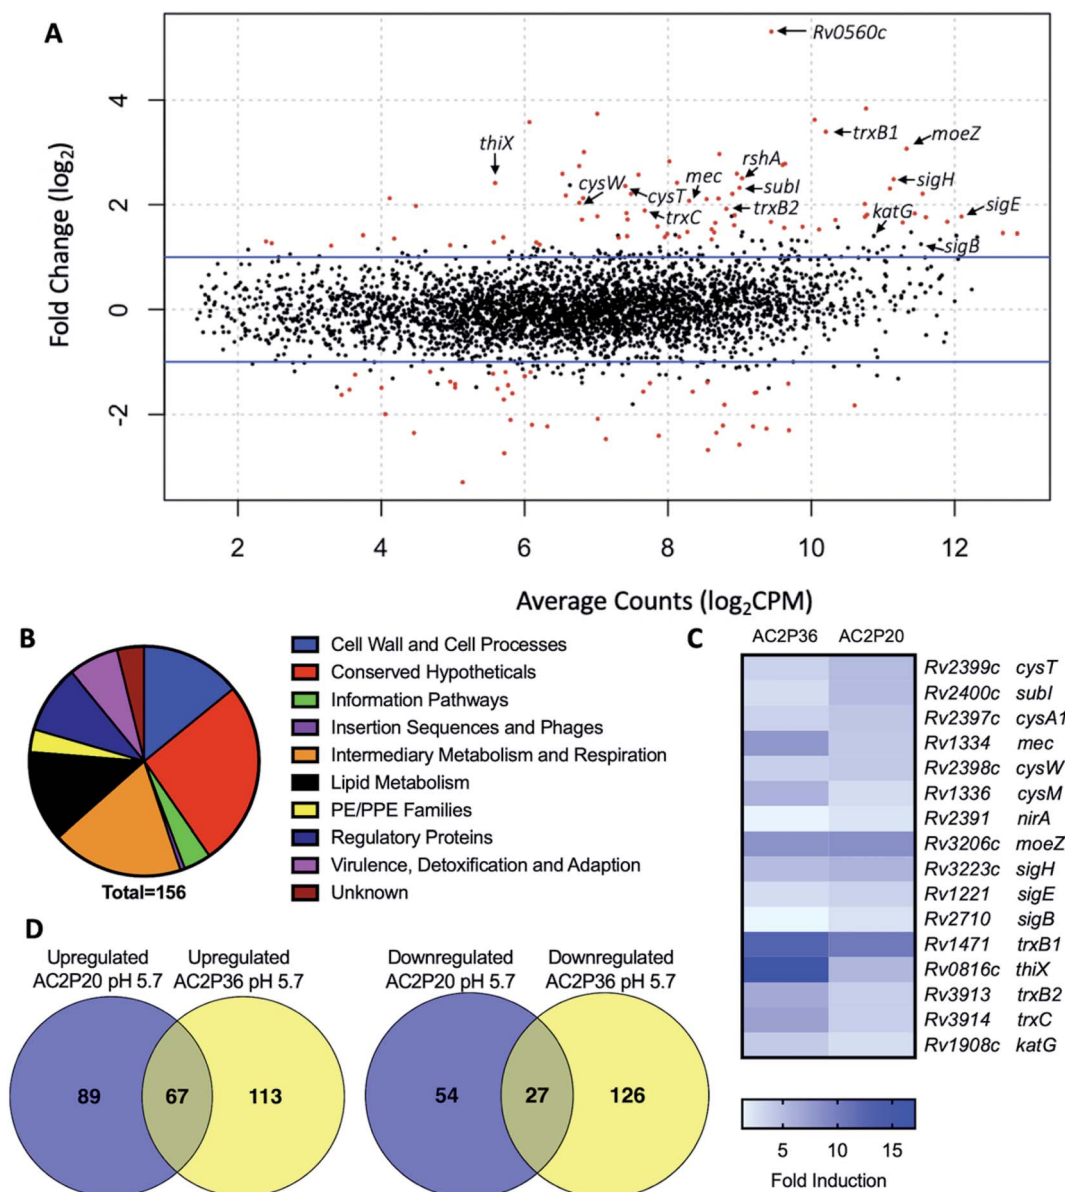 A
Rv0560c
4
trxB1
moeZ
thiX
rshA
mec
sigH
cysW
subI
cysT
sigE
2
trxB2
katG
trxC
sigB
0
-2
Fold Change (log2)
2 4 6 8 10 12
Average Counts (log2CPM)
B
Cell Wall and Cell Processes
Conserved Hypotheticals
Information Pathways
Insertion Sequences and Phages
Intermediary Metabolism and Respiration
Lipid Metabolism
PE/PPE Families
Regulatory Proteins
Virulence, Detoxification and Adaption
Unknown
Total=156
C
AC2P36 AC2P20
Rv2399c cysT
Rv2400c subI
Rv2397c cysA1
Rv1334 mec
Rv2398c cysW
Rv1336 cysM
Rv2391 nirA
Rv3206c moeZ
Rv3223c sigH
Rv1221 sigE
Rv2710 sigB
Rv1471 trxB1
Rv0816c thiX
Rv3913 trxB2
Rv3914 trxC
Rv1908c katG
5 10 15
Fold Induction
D
Upregulated
AC2P20 pH 5.7
Upregulated
AC2P36 pH 5.7
89 67 113
Downregulated
AC2P20 pH 5.7
Downregulated
AC2P36 pH 5.7
54 27 126